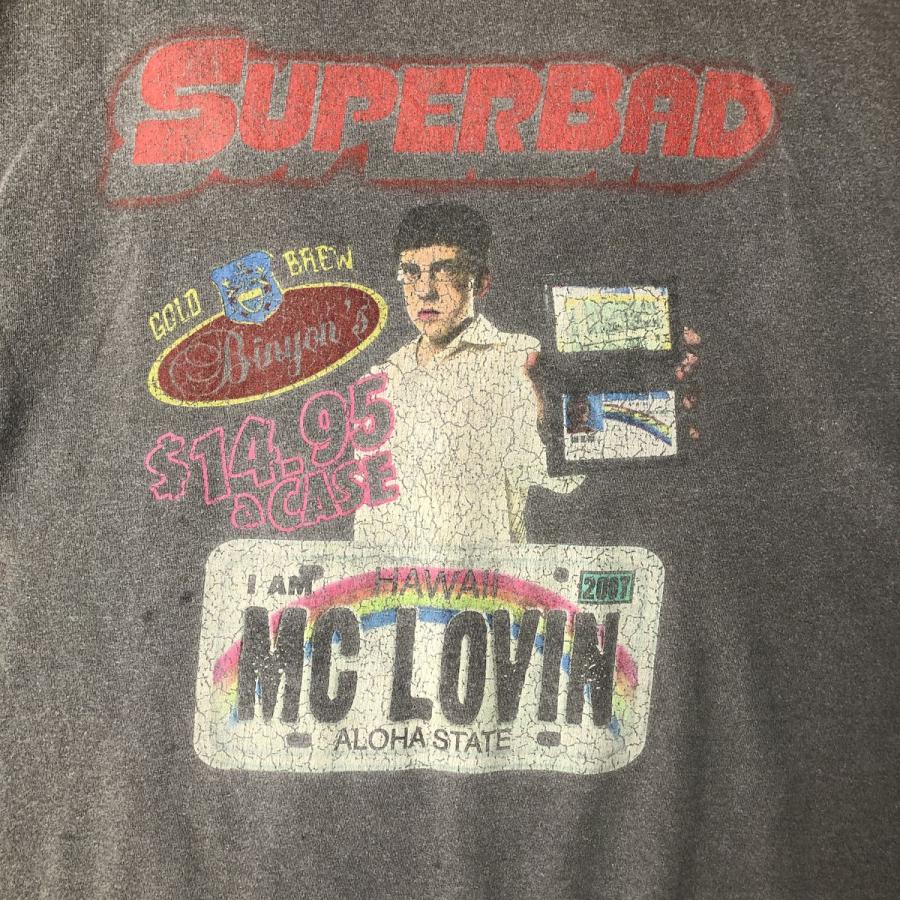 SUPERBAD
GOLD BREW
Binyon's
$14.95
a CASE
I AM HAWAII 2007
MC LOVIN
ALOHA STATE